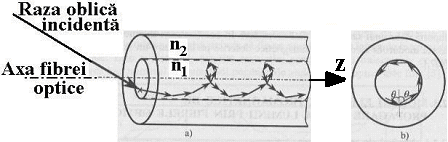 Raza oblică
incidentă
n2
n1
Axa fibrei
optice
Z
θ θ
a)
b)